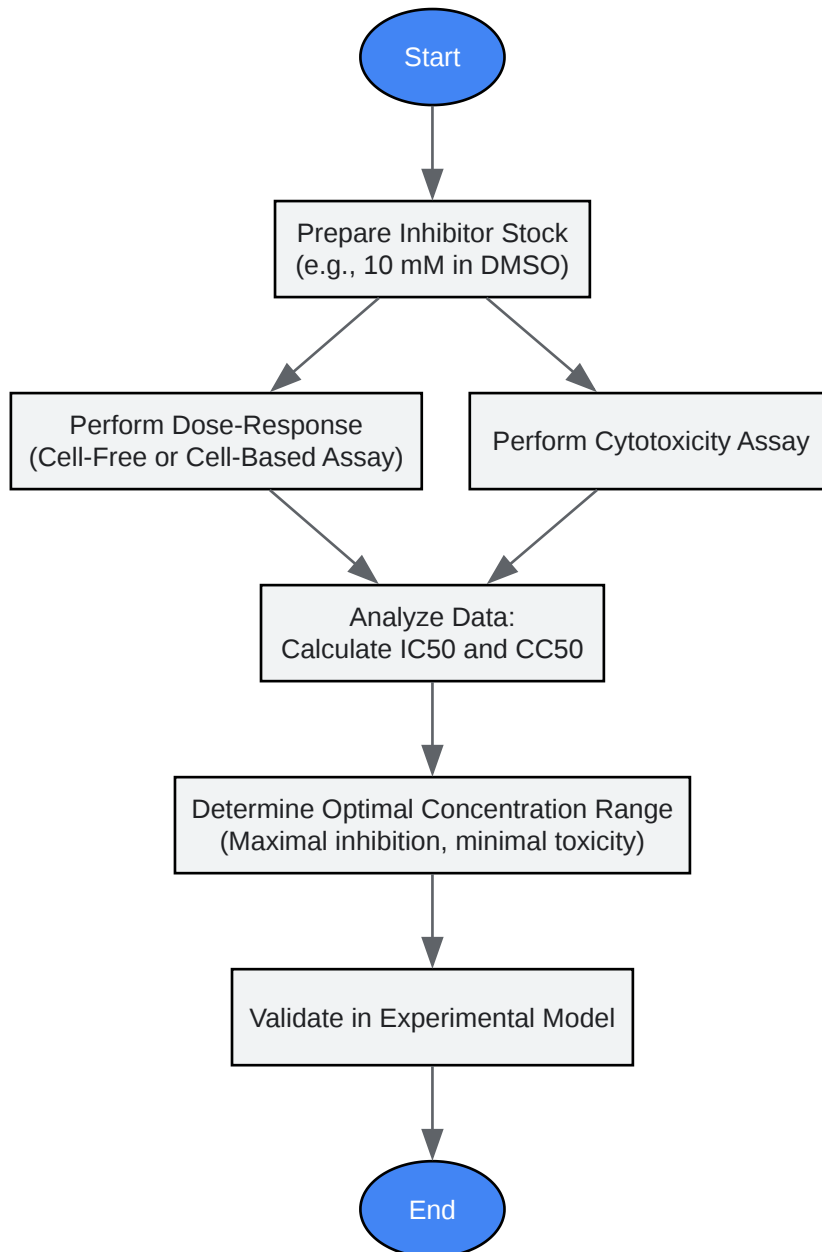 Start
Prepare Inhibitor Stock
(e.g., 10 mM in DMSO)
Perform Dose-Response
(Cell-Free or Cell-Based Assay)
Perform Cytotoxicity Assay
Analyze Data:
Calculate IC50 and CC50
Determine Optimal Concentration Range
(Maximal inhibition, minimal toxicity)
Validate in Experimental Model
End